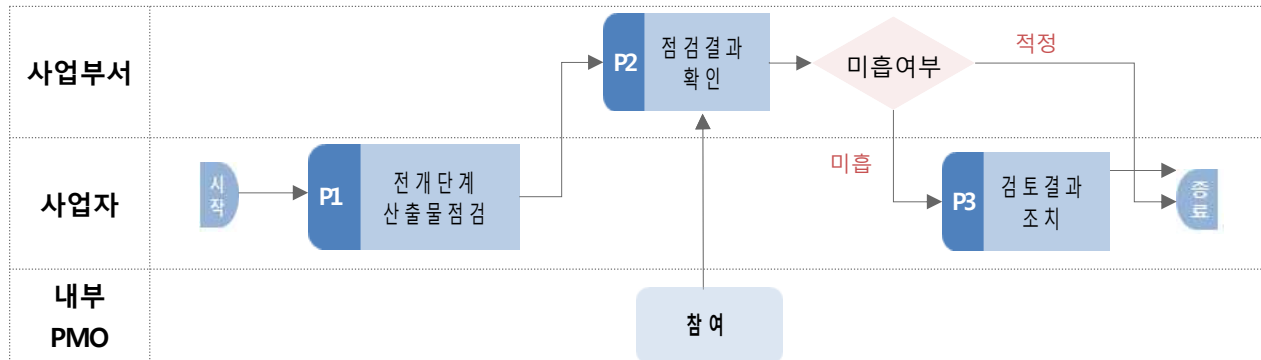 사업부서
P2
점검결과
확인
미흡여부
적정
사업자
시
작
P1
전개단계
산출물점검
미흡
P3
검토결과
조치
종
료
내부
PMO
참여